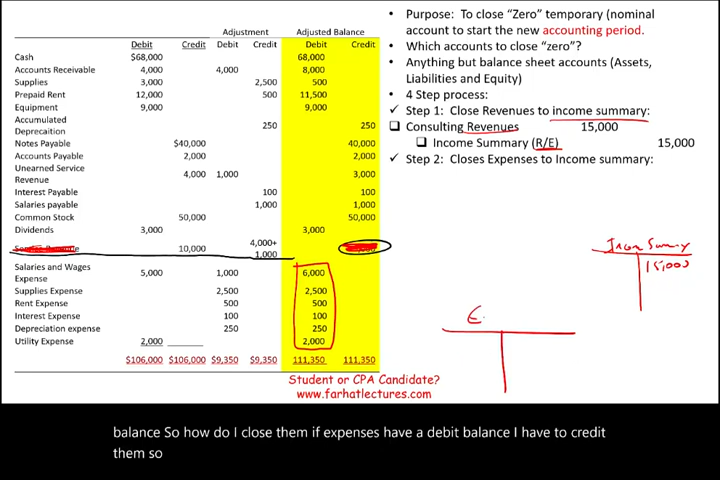 Adjustment Adjusted Balance
Debit Credit Debit Credit Debit Credit
Cash $68,000 68,000
Accounts Receivable 4,000 4,000 8,000
Supplies 3,000 2,500 500
Prepaid Rent 12,000 500 11,500
Equipment 9,000 9,000
Accumulated
Deprecaition 250 250
Notes Payable $40,000 40,000
Accounts Payable 2,000 2,000
Unearned Service
Revenue 4,000 1,000 3,000
Interest Payable 100 100
Salaries payable 1,000 1,000
Common Stock 50,000 50,000
Dividends 3,000 3,000
10,000 4,000+
1,000
Salaries and Wages
Expense 5,000 1,000 6,000
Supplies Expense 2,500 2,500
Rent Expense 500 500
Interest Expense 100 100
Depreciation expense 250 250
Utility Expense 2,000 2,000
$106,000 $106,000 $9,350 $9,350 111,350 111,350
Student or CPA Candidate?
www.farhatlectures.com
• Purpose: To close "Zero" temporary (nominal
account to start the new accounting period.
• Which accounts to close "zero"?
• Anything but balance sheet accounts (Assets,
Liabilities and Equity)
• 4 Step process:
✓ Step 1: Close Revenues to income summary:
❑ Consulting Revenues 15,000
❑ Income Summary (R/E) 15,000
✓ Step 2: Closes Expenses to Income summary:
15,000
E.
balance So how do I close them if expenses have a debit balance I have to credit
them so